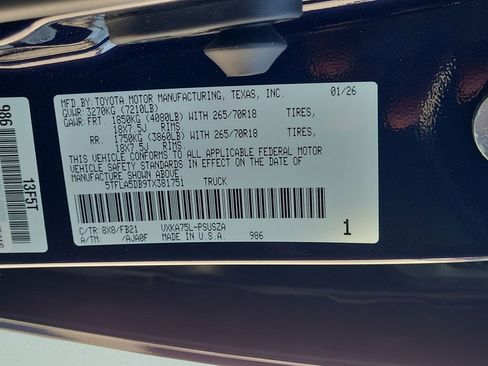 MFD.BY:TOYOTA MOTOR MANUFACTURING, TEXAS, INC. 01/26
GVWR 3270KG (7210LB)
GAWR:FRT. 1850KG (4080LB) WITH 265/70R18 TIRES,
18X7.5J RIMS.
RR. 1750KG (3860LB) WITH 265/70R18 TIRES,
18X7.5J RIMS.
THIS VEHICLE CONFORMS TO ALL APPLICABLE FEDERAL MOTOR
VEHICLE SAFETY STANDARDS IN EFFECT ON THE DATE OF
MANUFACTURE SHOWN ABOVE.
5TFLA5DB9TX381751 TRUCK
C/TR:8X8/FB21 VXKA75L-PSUSZA
A/TM: /AJA0F MADE IN U.S.A. 986
1
986
13F5T